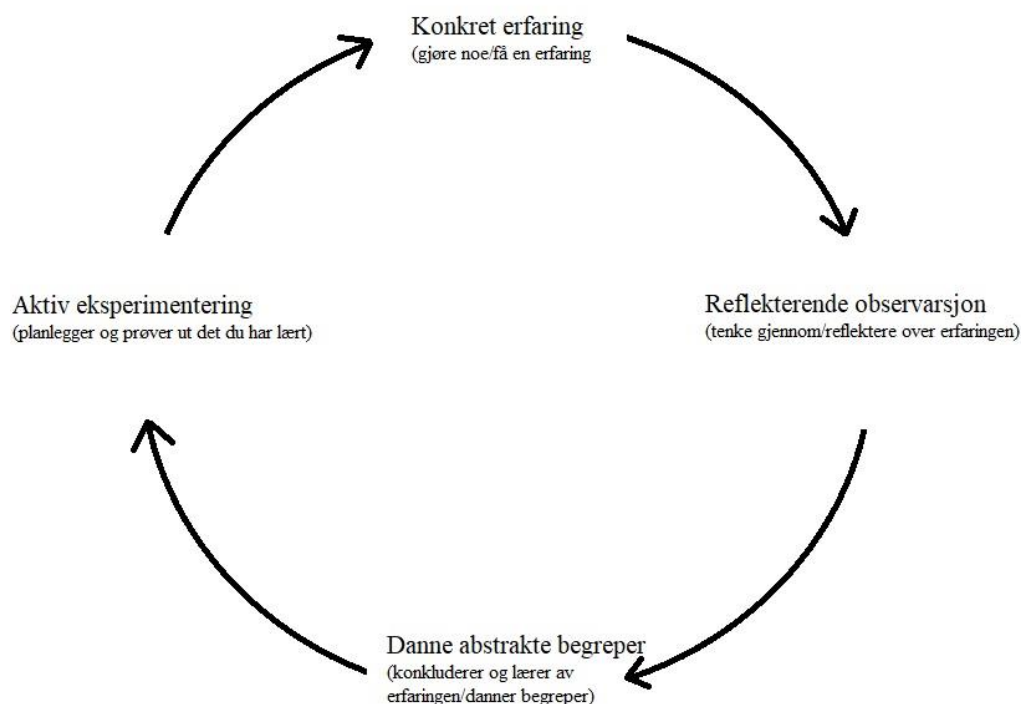 Konkret erfaring
(gjøre noe/få en erfaring
Reflekterende observarsjon
(tenke gjennom/reflektere over erfaringen)
Danne abstrakte begreper
(konkluderer og lærer av
erfaringen/danner begreper)
Aktiv eksperimentering
(planlegger og prøver ut det du har lært)